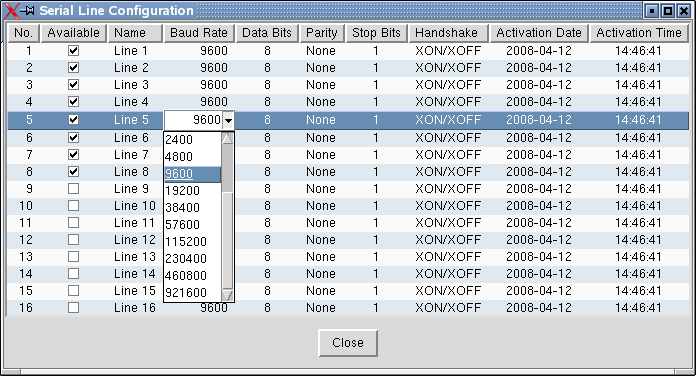 Serial Line Configuration
No. Available Name Baud Rate Data Bits Parity Stop Bits Handshake Activation Date Activation Time
1 Line 1 9600 8 None 1 XON/XOFF 2008-04-12 14:46:41
2 Line 2 9600 8 None 1 XON/XOFF 2008-04-12 14:46:41
3 Line 3 9600 8 None 1 XON/XOFF 2008-04-12 14:46:41
4 Line 4 9600 8 None 1 XON/XOFF 2008-04-12 14:46:41
5 Line 5 9600 8 None 1 XON/XOFF 2008-04-12 14:46:41
6 Line 6 2400 8 None 1 XON/XOFF 2008-04-12 14:46:41
7 Line 7 4800 8 None 1 XON/XOFF 2008-04-12 14:46:41
8 Line 8 9600 8 None 1 XON/XOFF 2008-04-12 14:46:41
9 Line 9 19200 8 None 1 XON/XOFF 2008-04-12 14:46:41
10 Line 10 38400 8 None 1 XON/XOFF 2008-04-12 14:46:41
11 Line 11 57600 8 None 1 XON/XOFF 2008-04-12 14:46:41
12 Line 12 115200 8 None 1 XON/XOFF 2008-04-12 14:46:41
13 Line 13 230400 8 None 1 XON/XOFF 2008-04-12 14:46:41
14 Line 14 460800 8 None 1 XON/XOFF 2008-04-12 14:46:41
15 Line 15 921600 8 None 1 XON/XOFF 2008-04-12 14:46:41
16 Line 16 9600 8 None 1 XON/XOFF 2008-04-12 14:46:41
Close